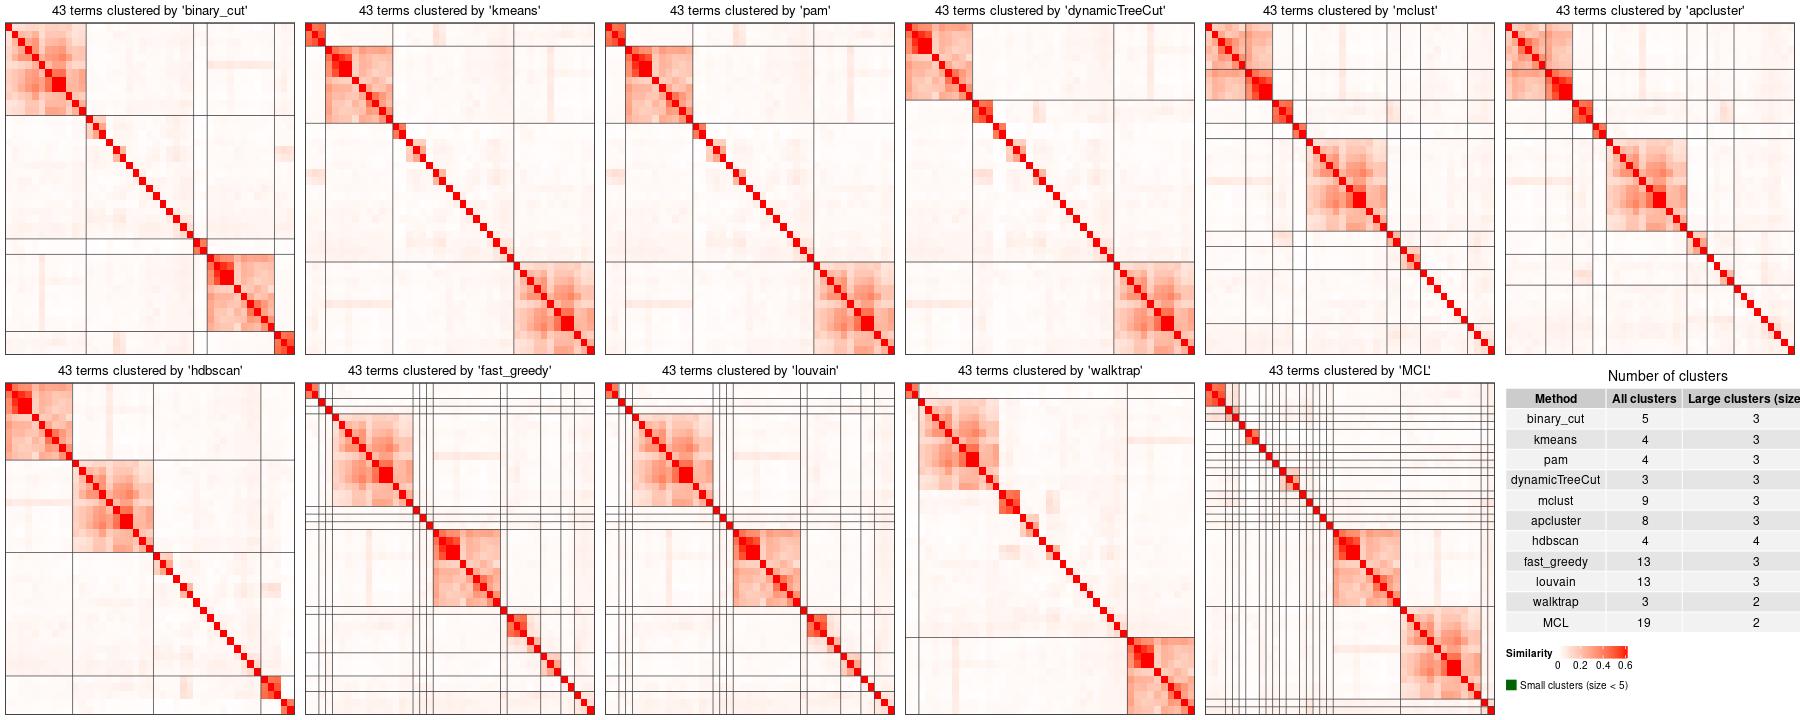 43 terms clustered by 'binary_cut'
43 terms clustered by 'kmeans'
43 terms clustered by 'pam'
43 terms clustered by 'dynamicTreeCut'
43 terms clustered by 'mclust'
43 terms clustered by 'apcluster'
43 terms clustered by 'hdbscan'
43 terms clustered by 'fast_greedy'
43 terms clustered by 'louvain'
43 terms clustered by 'walktrap'
43 terms clustered by 'MCL'
Number of clusters
Method All clusters Large clusters (size
binary_cut 5 3
kmeans 4 3
pam 4 3
dynamicTreeCut 3 3
mclust 9 3
apcluster 8 3
hdbscan 4 4
fast_greedy 13 3
louvain 13 3
walktrap 3 2
MCL 19 2
Similarity
0 0.2 0.4 0.6
Small clusters (size < 5)